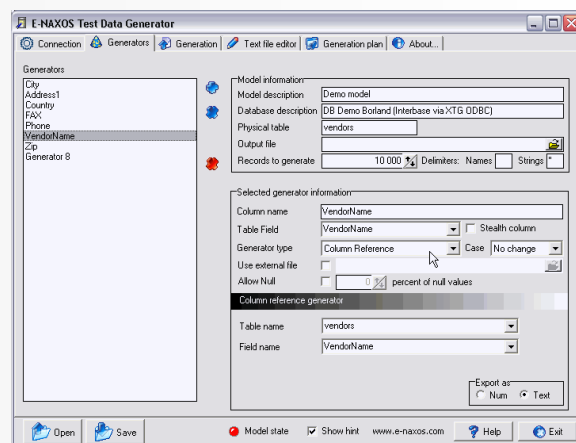 E-NAXOS Test Data Generator
Connection Generators Generation Text file editor Generation plan About...
Generators
City
Address1
Country
FAX
Phone
VendorName
Zip
Generator 8
Model information
Model description Demo model
Database description DB Demo Borland (Interbase via XTG ODBC)
Physical table vendors
Output file
Records to generate 10 000 Delimiters: Names Strings "
Selected generator information
Column name VendorName
Table Field VendorName Stealth column
Generator type Column Reference Case No change
Use external file
Allow Null 0 percent of null values
Column reference generator
Table name vendors
Field name VendorName
Export as
Num Text
Open Save Model state Show hint www.e-naxos.com Help Exit